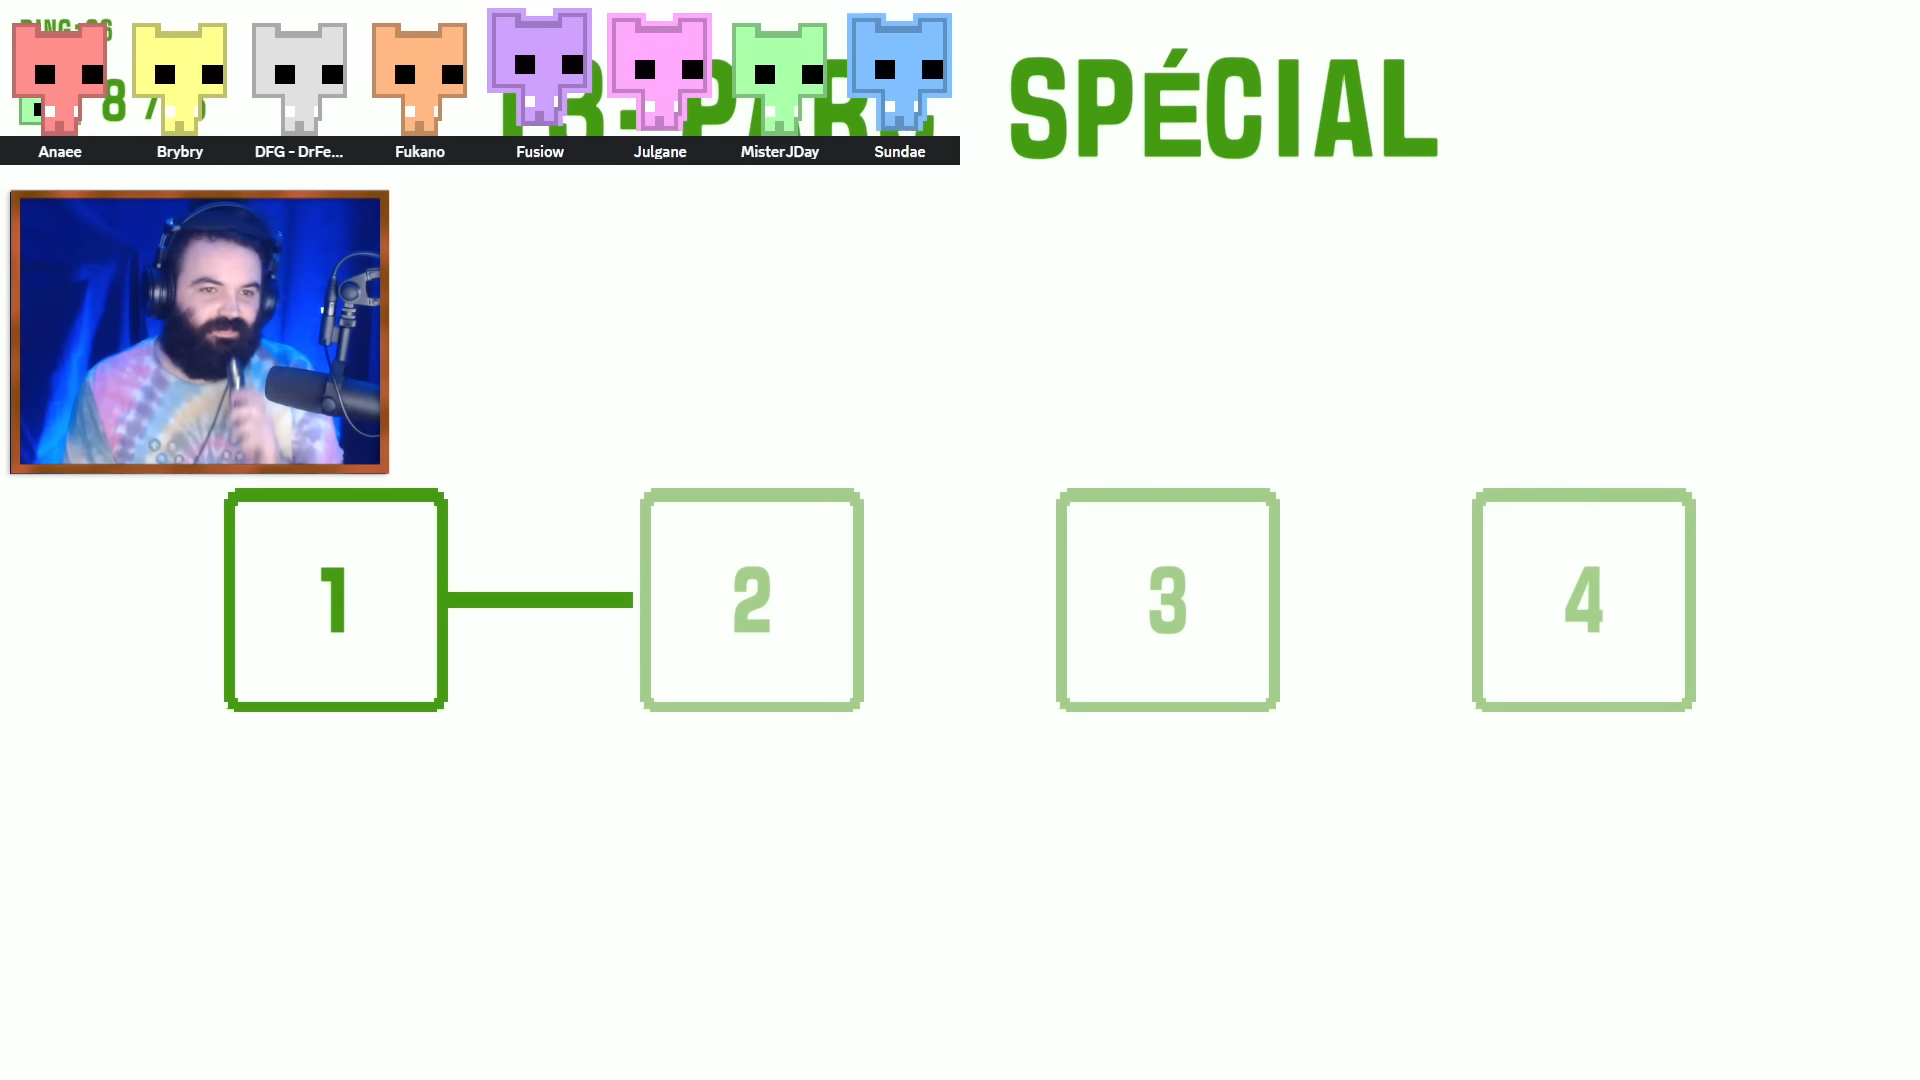 SPÉCIAL
Anaee Brybry DFG - DrFe... Fukano Fusiow Julgane MisterJDay Sundae
1 2 3 4